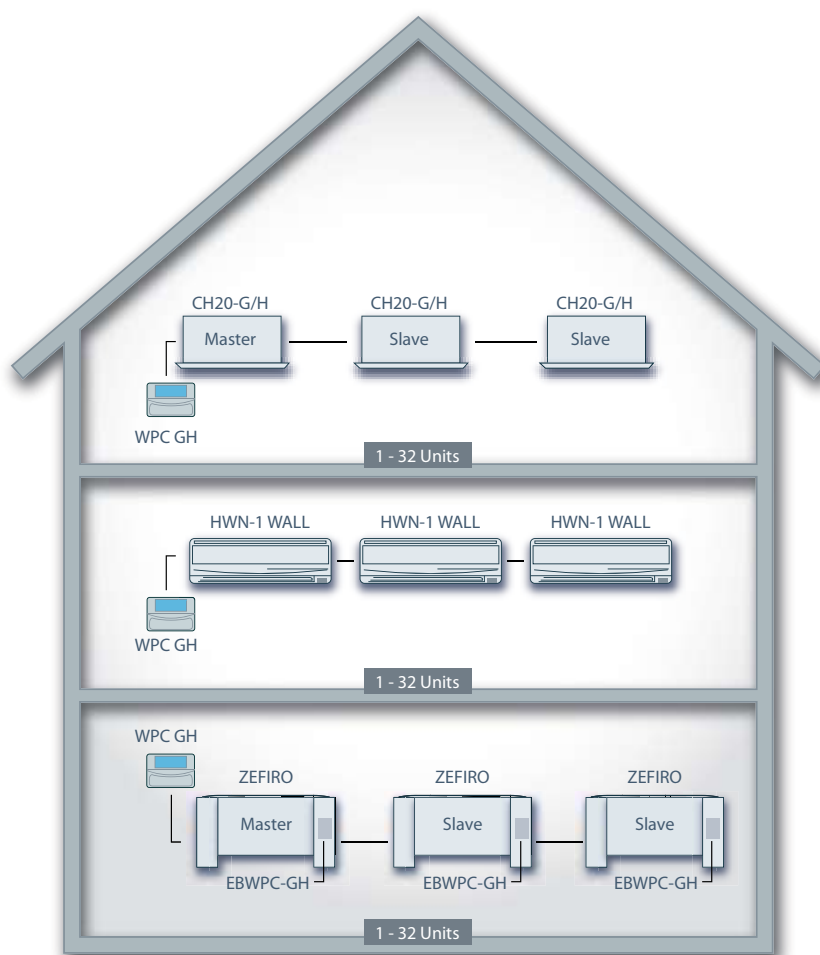 CH20-G/H CH20-G/H CH20-G/H
Master Slave Slave
WPC GH
1 - 32 Units
HWN-1 WALL HWN-1 WALL HWN-1 WALL
WPC GH
1 - 32 Units
WPC GH
ZEFIRO ZEFIRO ZEFIRO
Master Slave Slave
EBWPC-GH EBWPC-GH EBWPC-GH
1 - 32 Units